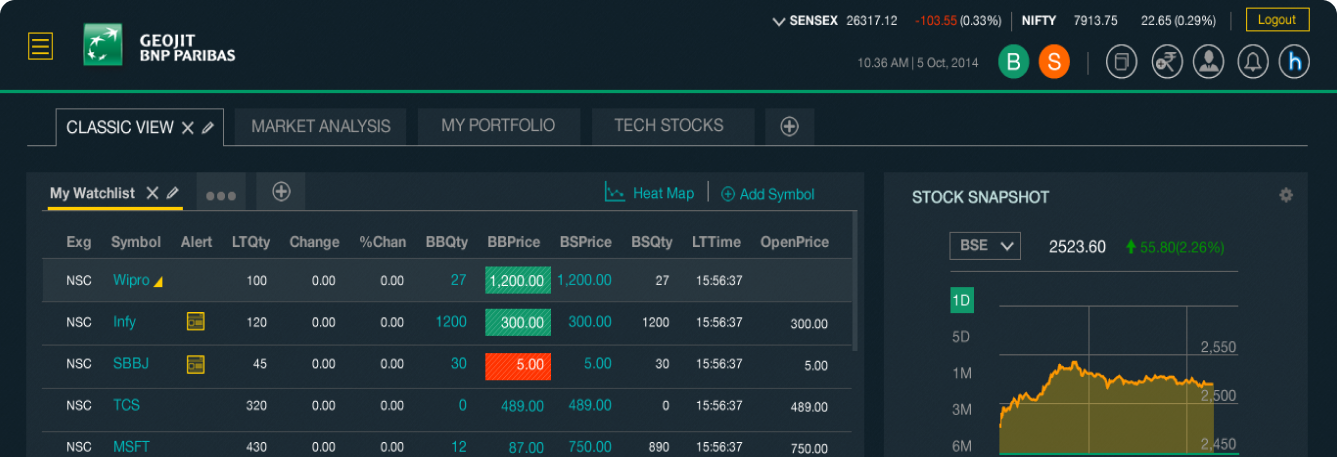 SENSEX 26317.12 -103.55 (0.33%) NIFTY 7913.75 22.65 (0.29%) Logout
GEOJIT
BNP PARIBAS
10.36 AM | 5 Oct, 2014 B S h
CLASSIC VIEW MARKET ANALYSIS MY PORTFOLIO TECH STOCKS
My Watchlist Heat Map Add Symbol
Exg Symbol Alert LTQty Change %Chan BBQty BBPrice BSPrice BSQty LTTime OpenPrice
NSC Wipro 100 0.00 0.00 27 1,200.00 1,200.00 27 15:56:37
NSC Infy 120 0.00 0.00 1200 300.00 300.00 1200 15:56:37 300.00
NSC SBBJ 45 0.00 0.00 30 5.00 5.00 30 15:56:37 5.00
NSC TCS 320 0.00 0.00 0 489.00 489.00 0 15:56:37 489.00
NSC MSFT 430 0.00 0.00 12 87.00 750.00 890 15:56:37 750.00
STOCK SNAPSHOT
BSE 2523.60 55.80(2.26%)
1D
5D
1M
3M
6M
2,550
2,500
2,450